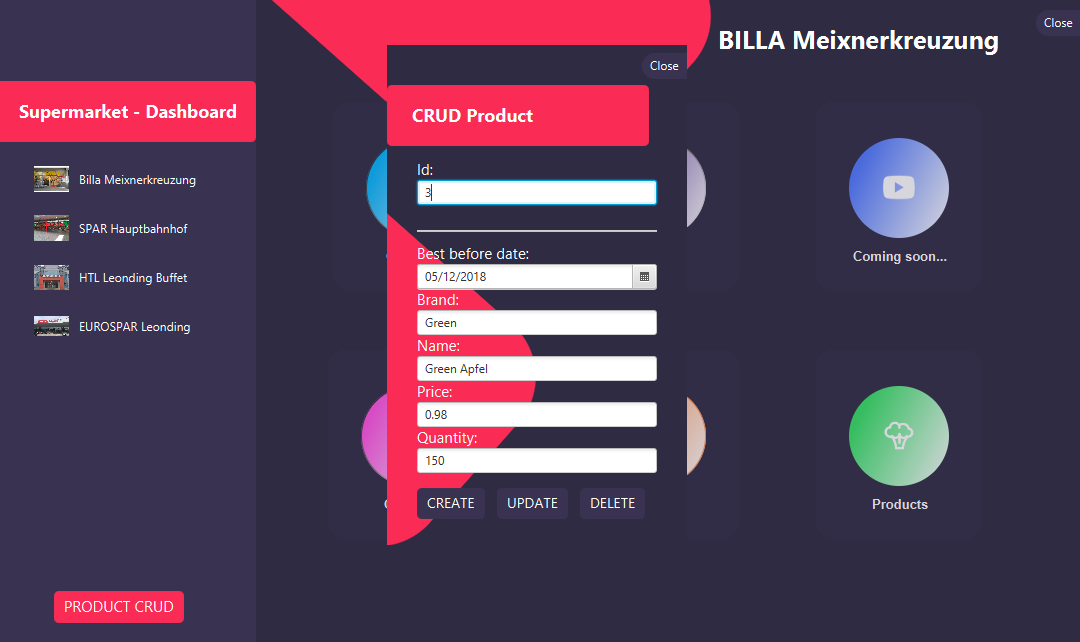 Close
BILLA Meixnerkreuzung
Supermarket - Dashboard
Billa Meixnerkreuzung
SPAR Hauptbahnhof
HTL Leonding Buffet
EUROSPAR Leonding
PRODUCT CRUD
Close
CRUD Product
Id:
3
Best before date:
05/12/2018
Brand:
Green
Name:
Green Apfel
Price:
0.98
Quantity:
150
CREATE UPDATE DELETE
Coming soon...
Products